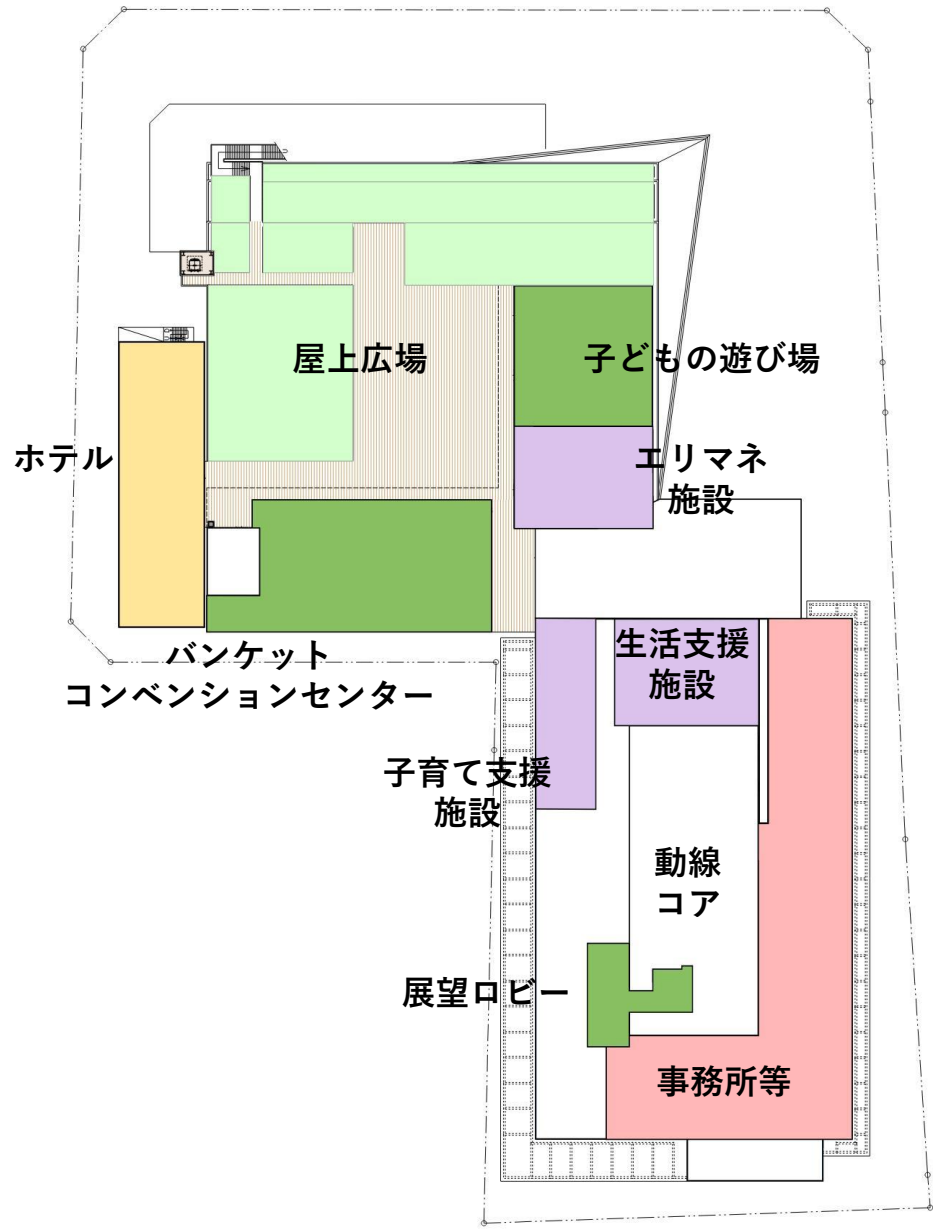 屋上広場
子どもの遊び場
ホテル
エリマネ
施設
バンケット
コンベンションセンター
生活支援
施設
子育て支援
施設
動線
コア
展望ロビー
事務所等